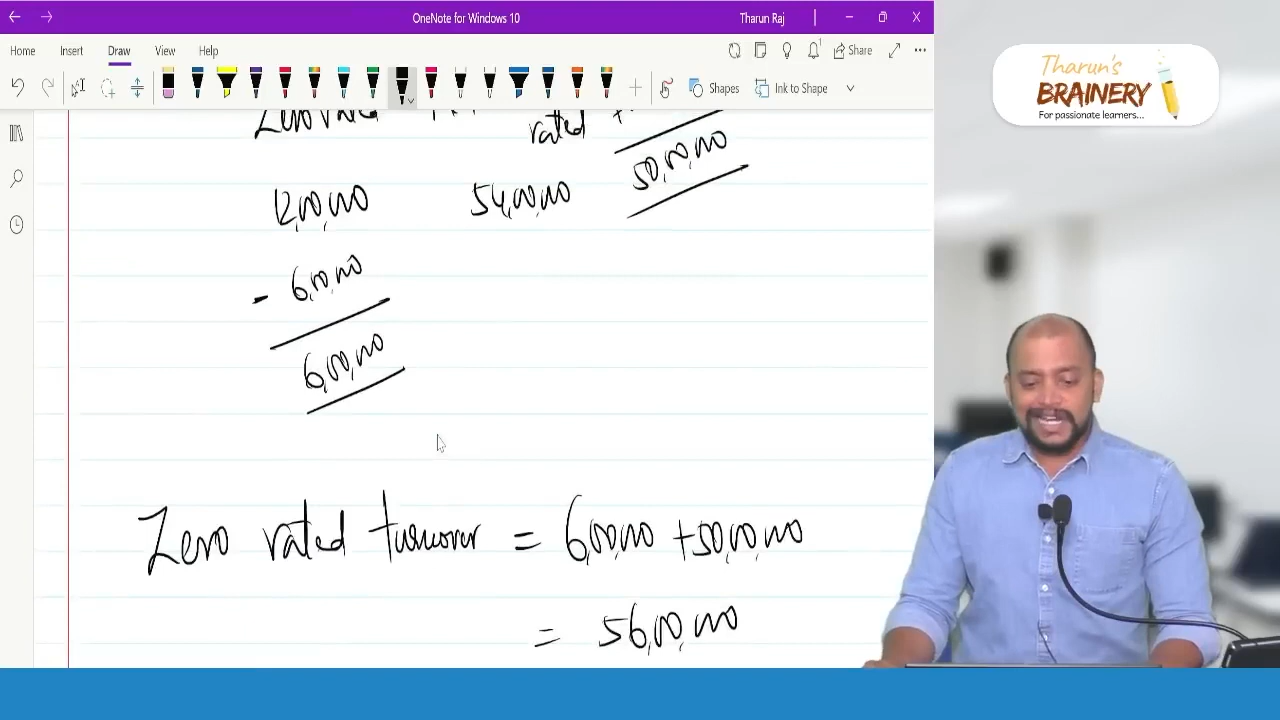 OneNote for Windows 10
Tharun Raj
Home Insert Draw View Help
Share
Shapes
Ink to Shape
Tharun's
BRAINERY
For passionate learners...
Zero rated
rated +
50,00,000
12,00,000 54,00,000
- 6,00,000
6,00,000
Zero rated turnover = 6,00,000 + 50,00,000
= 56,00,000